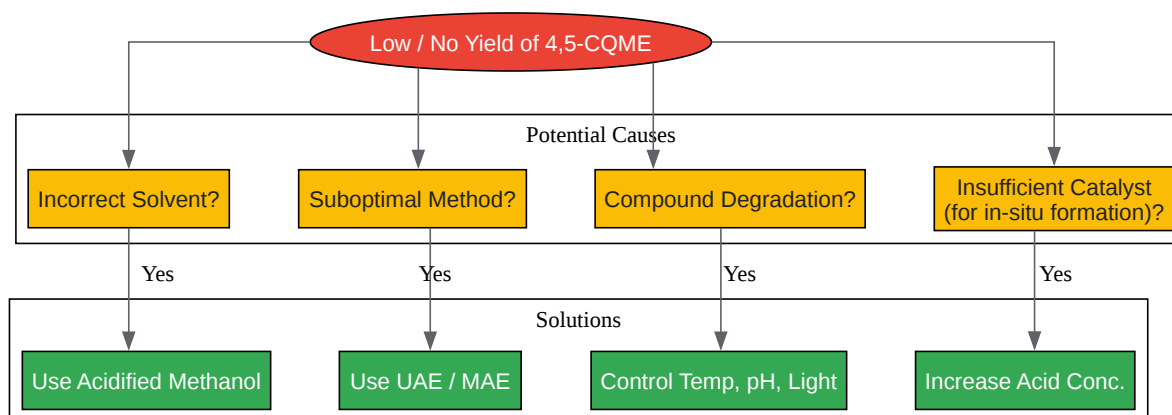 Low / No Yield of 4,5-CQME
Potential Causes
Incorrect Solvent?
Suboptimal Method?
Compound Degradation?
Insufficient Catalyst
(for in-situ formation)?
Yes
Yes
Yes
Yes
Solutions
Use Acidified Methanol
Use UAE / MAE
Control Temp, pH, Light
Increase Acid Conc.